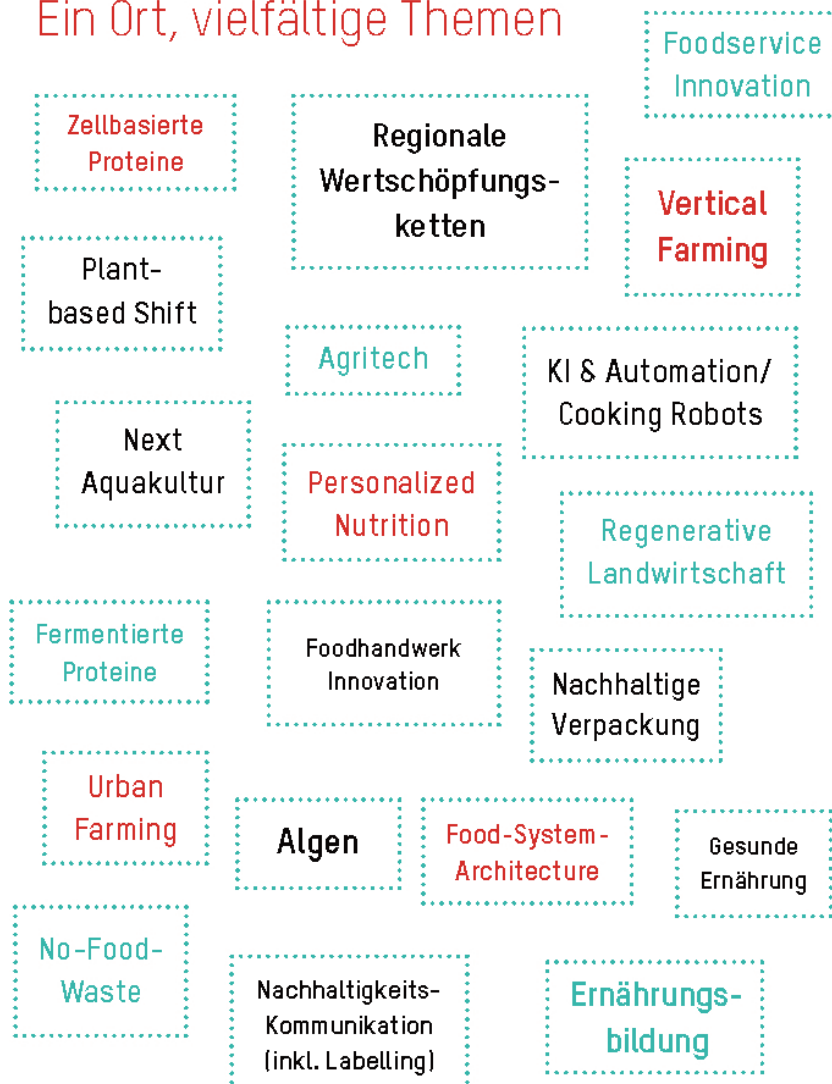 Ein Ort, vielfältige Themen
Foodservice
Innovation
Zellbasierte
Proteine
Regionale
Wertschöpfungs-
ketten
Vertical
Farming
Plant-
based Shift
Agritech
KI & Automation/
Cooking Robots
Next
Aquakultur
Personalized
Nutrition
Regenerative
Landwirtschaft
Fermentierte
Proteine
Foodhandwerk
Innovation
Nachhaltige
Verpackung
Urban
Farming
Algen
Food-System-
Architecture
Gesunde
Ernährung
No-Food-
Waste
Nachhaltigkeits-
Kommunikation
(inkl. Labelling)
Ernährungs-
bildung